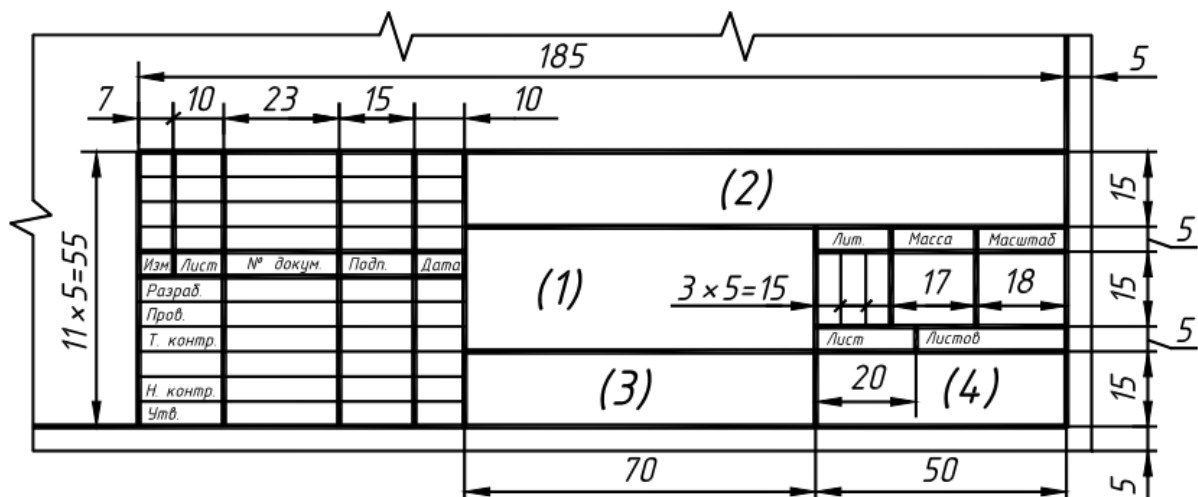 185
5
7 10 23 15 10
(2)
15
5
Лит. Масса Масштаб
Изм Лист № докум. Подп. Дата
11×5=55
(1)
3×5=15
17 18
15
Разраб.
Пров.
Т. контр.
Лист Листов
5
(3)
20
(4)
15
Н. контр.
Утв.
70
50
5